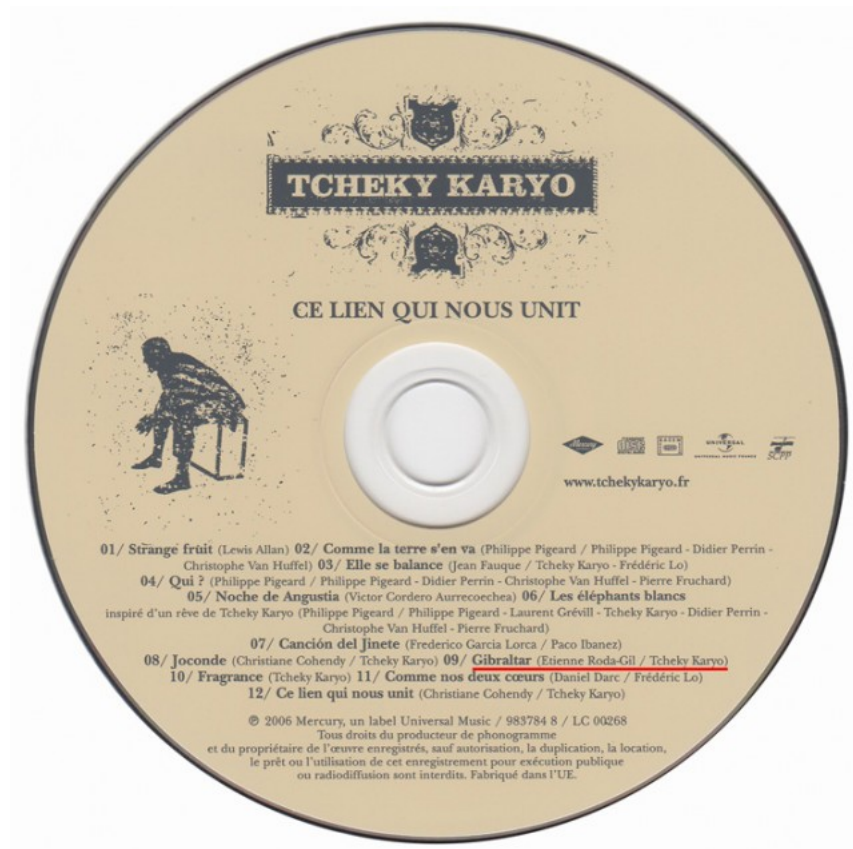 TCHEKY KARYO
CE LIEN QUI NOUS UNIT
Mercury
UNIVERSAL
UNIVERSAL MUSIC FRANCE
SCPP
www.tchekykaryo.fr
01/ Strange fruit (Lewis Allan) 02/ Comme la terre s'en va (Philippe Pigeard / Philippe Pigeard - Didier Perrin -
Christophe Van Huffel) 03/ Elle se balance (Jean Fauque / Tcheky Karyo - Frédéric Lo)
04/ Qui ? (Philippe Pigeard / Philippe Pigeard - Didier Perrin - Christophe Van Huffel - Pierre Fruchard)
05/ Noche de Angustia (Victor Cordero Aurrecoechea) 06/ Les éléphants blancs
inspiré d'un rêve de Tcheky Karyo (Philippe Pigeard / Philippe Pigeard - Laurent Grévill - Tcheky Karyo - Didier Perrin -
Christophe Van Huffel - Pierre Fruchard)
07/ Canción del Jinete (Frederico Garcia Lorca / Paco Ibanez)
08/ Joconde (Christiane Cohendy / Tcheky Karyo) 09/ Gibraltar (Etienne Roda-Gil / Tcheky Karyo)
10/ Fragrance (Tcheky Karyo) 11/ Comme nos deux cœurs (Daniel Darc / Frédéric Lo)
12/ Ce lien qui nous unit (Christiane Cohendy / Tcheky Karyo)
℗ 2006 Mercury, un label Universal Music / 983784 8 / LC 00268
Tous droits du producteur de phonogramme
et du propriétaire de l'œuvre enregistrés, sauf autorisation, la duplication, la location,
le prêt ou l'utilisation de cet enregistrement pour exécution publique
ou radiodiffusion sont interdits. Fabriqué dans l'UE.